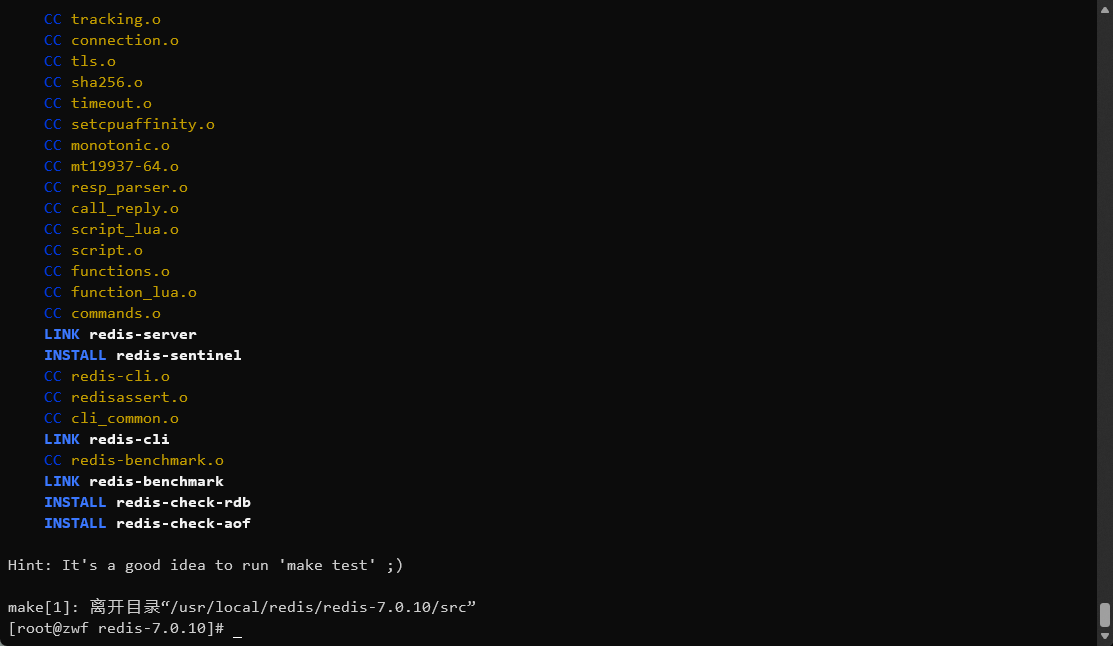 CC tracking.o
CC connection.o
CC tls.o
CC sha256.o
CC timeout.o
CC setcpuaffinity.o
CC monotonic.o
CC mt19937-64.o
CC resp_parser.o
CC call_reply.o
CC script_lua.o
CC script.o
CC functions.o
CC function_lua.o
CC commands.o
LINK redis-server
INSTALL redis-sentinel
CC redis-cli.o
CC redisassert.o
CC cli_common.o
LINK redis-cli
CC redis-benchmark.o
LINK redis-benchmark
INSTALL redis-check-rdb
INSTALL redis-check-aof
Hint: It's a good idea to run 'make test' ;)
make[1]: 离开目录“/usr/local/redis/redis-7.0.10/src”
[root@zwf redis-7.0.10]# _